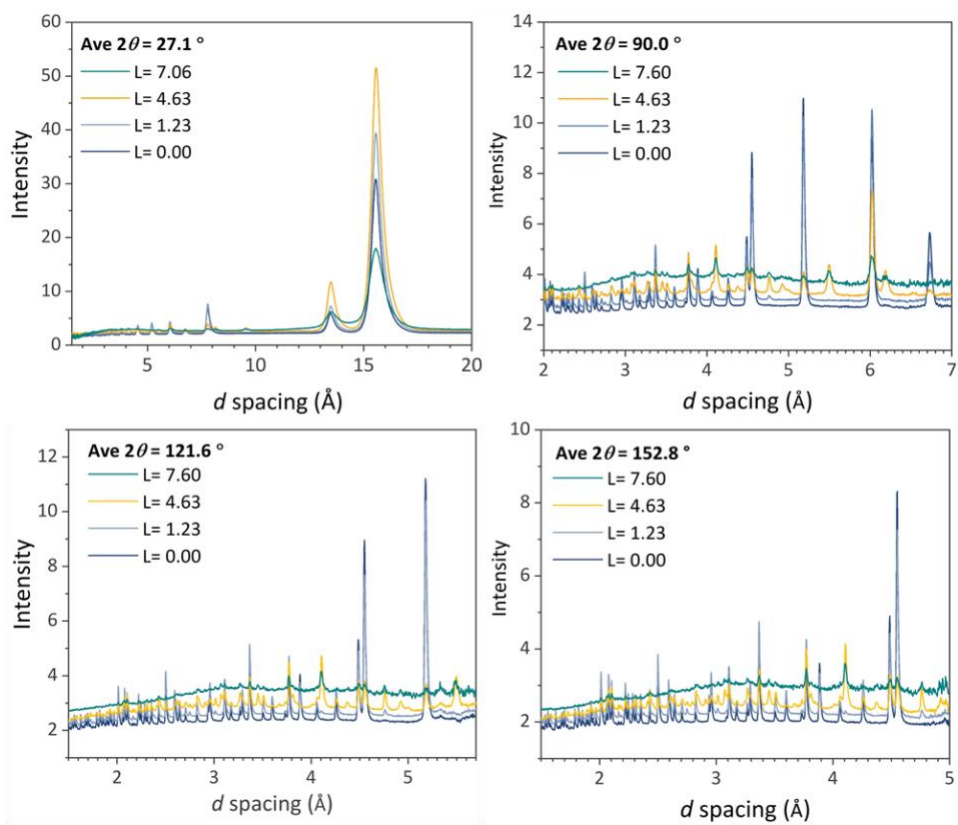 Ave 2θ = 27.1 °
L= 7.06
L= 4.63
L= 1.23
L= 0.00
Intensity
60
50
40
30
20
10
0
5
10
15
20
d spacing (Å)
Ave 2θ = 90.0 °
L= 7.60
L= 4.63
L= 1.23
L= 0.00
Intensity
14
12
10
8
6
4
2
2
3
4
5
6
7
d spacing (Å)
Ave 2θ = 121.6 °
L= 7.60
L= 4.63
L= 1.23
L= 0.00
Intensity
12
10
8
6
4
2
2
3
4
5
d spacing (Å)
Ave 2θ = 152.8 °
L= 7.60
L= 4.63
L= 1.23
L= 0.00
Intensity
10
8
6
4
2
2
3
4
5
d spacing (Å)